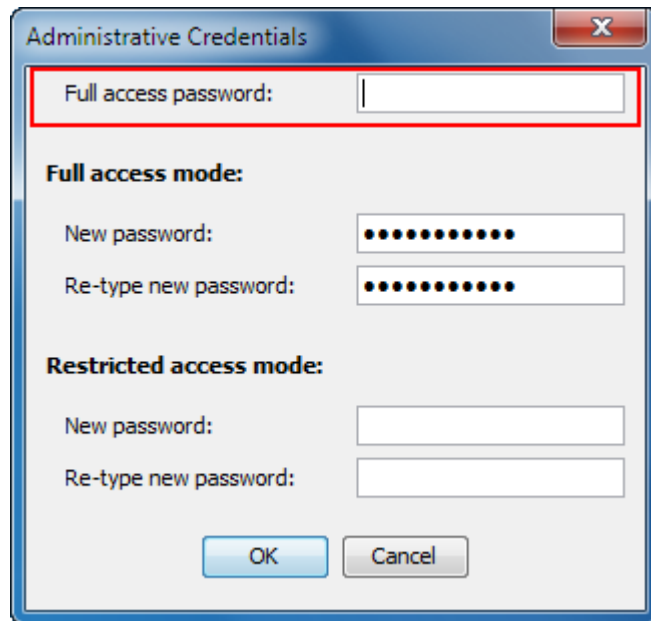 Administrative Credentials
Full access password:
Full access mode:
New password: ●●●●●●●●●●●
Re-type new password: ●●●●●●●●●●●
Restricted access mode:
New password:
Re-type new password:
OK Cancel